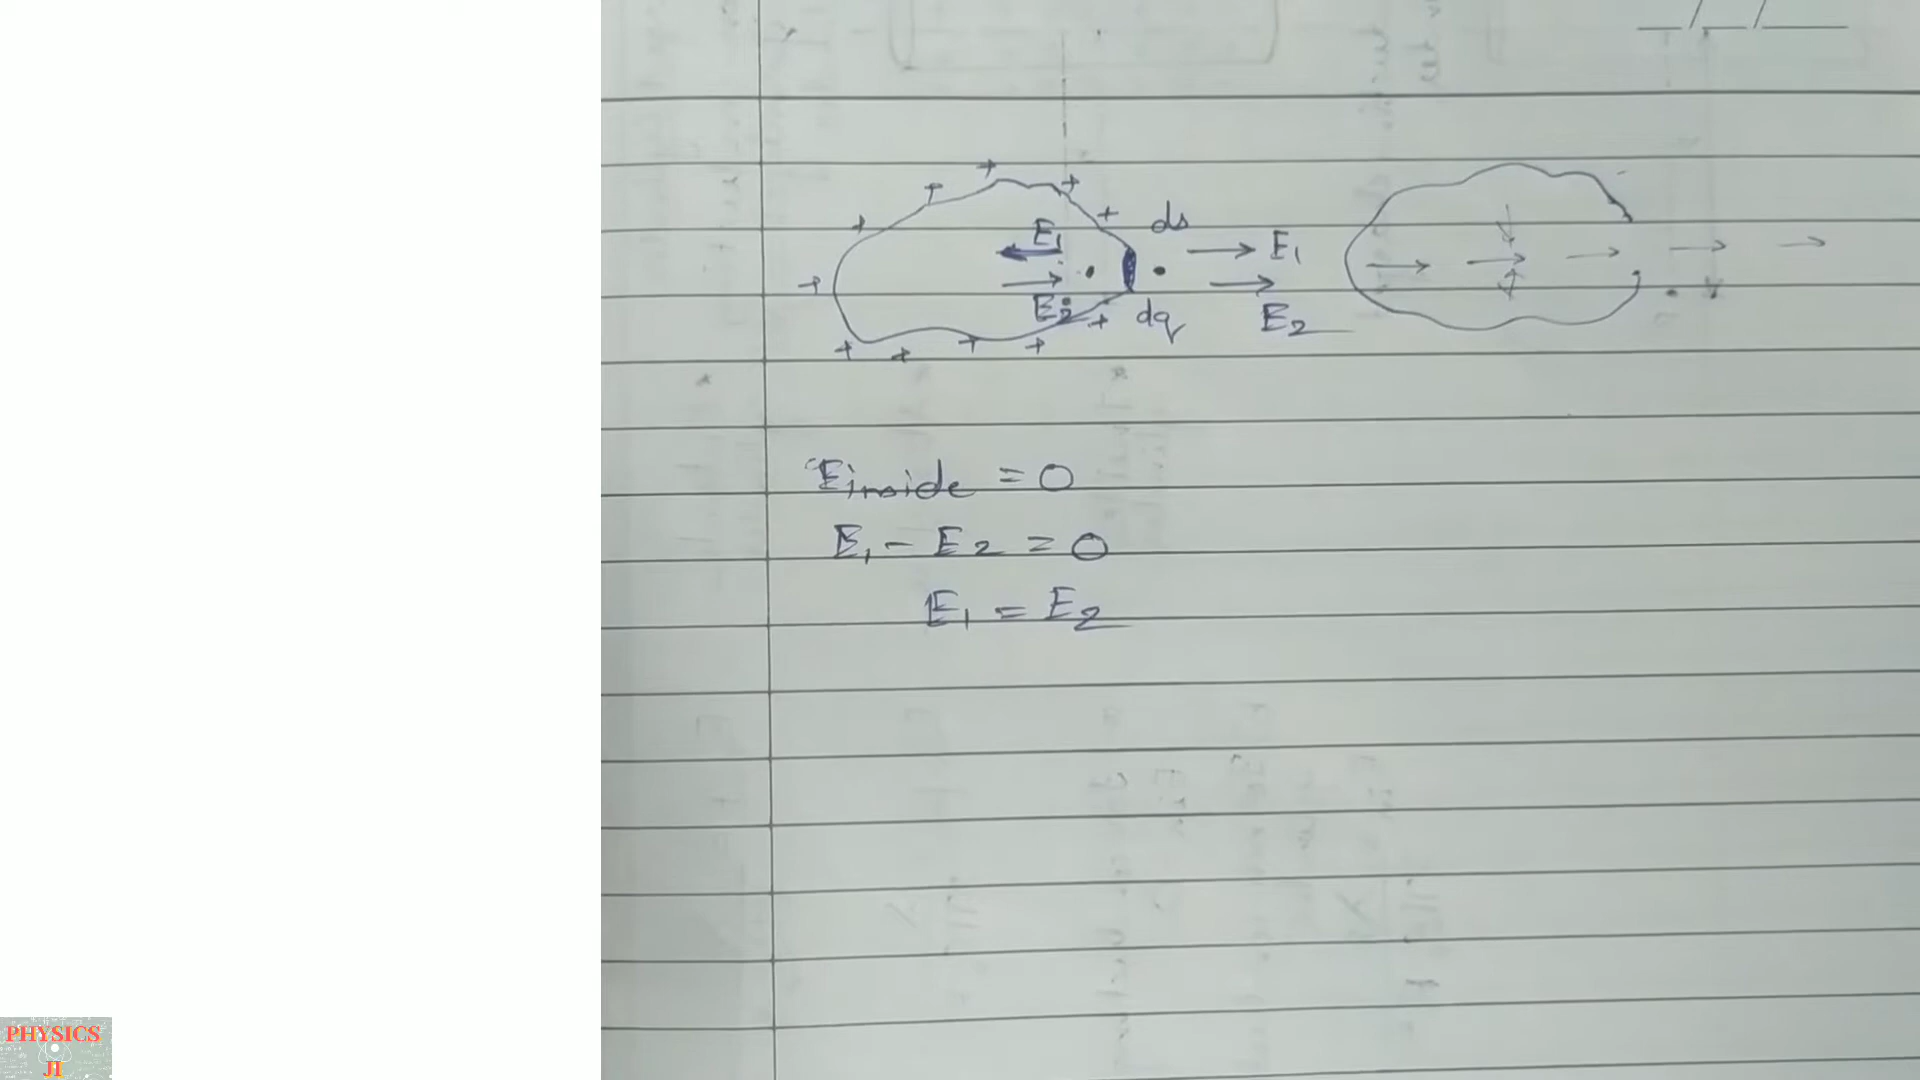 ds
E₁ E₁
E₂ dq E₂
Einside = 0
E₁ - E₂ = 0
E₁ = E₂
PHYSICS
JI